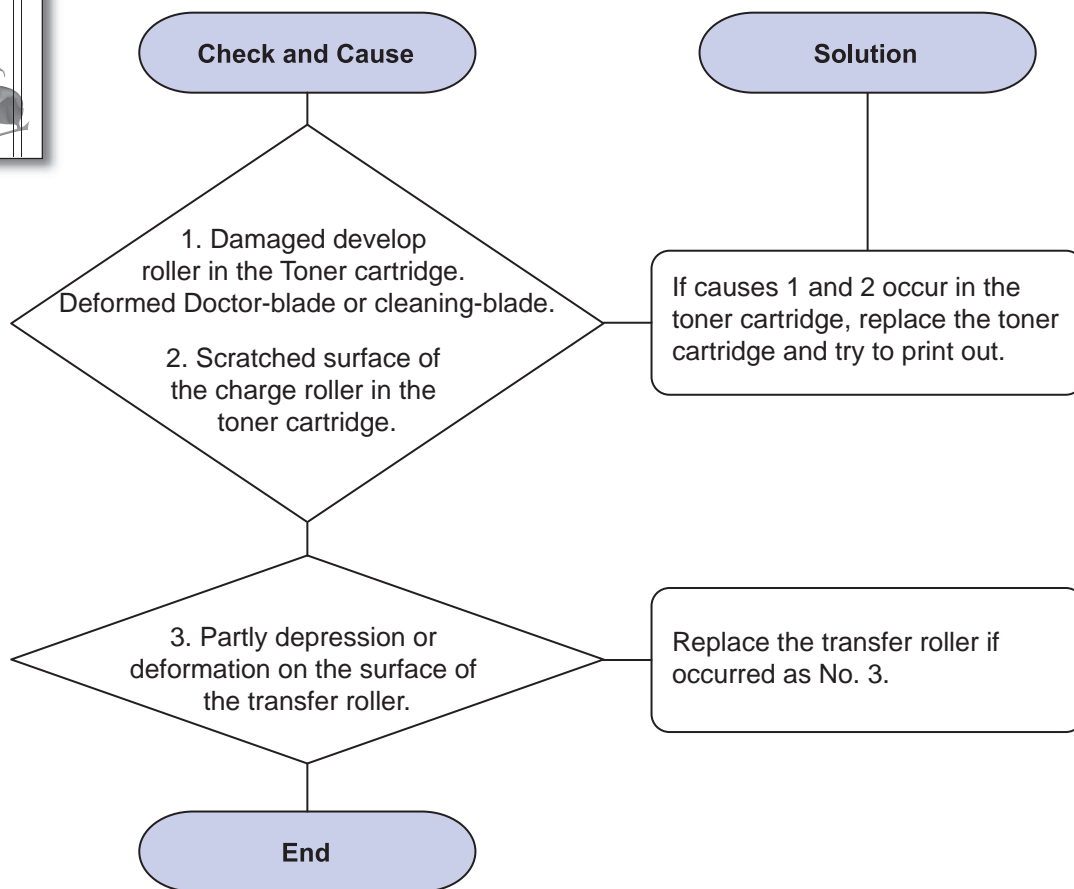 Check and Cause
Solution
1. Damaged develop
roller in the Toner cartridge.
Deformed Doctor-blade or cleaning-blade.
2. Scratched surface of
the charge roller in the
toner cartridge.
If causes 1 and 2 occur in the
toner cartridge, replace the toner
cartridge and try to print out.
3. Partly depression or
deformation on the surface of
the transfer roller.
Replace the transfer roller if
occurred as No. 3.
End